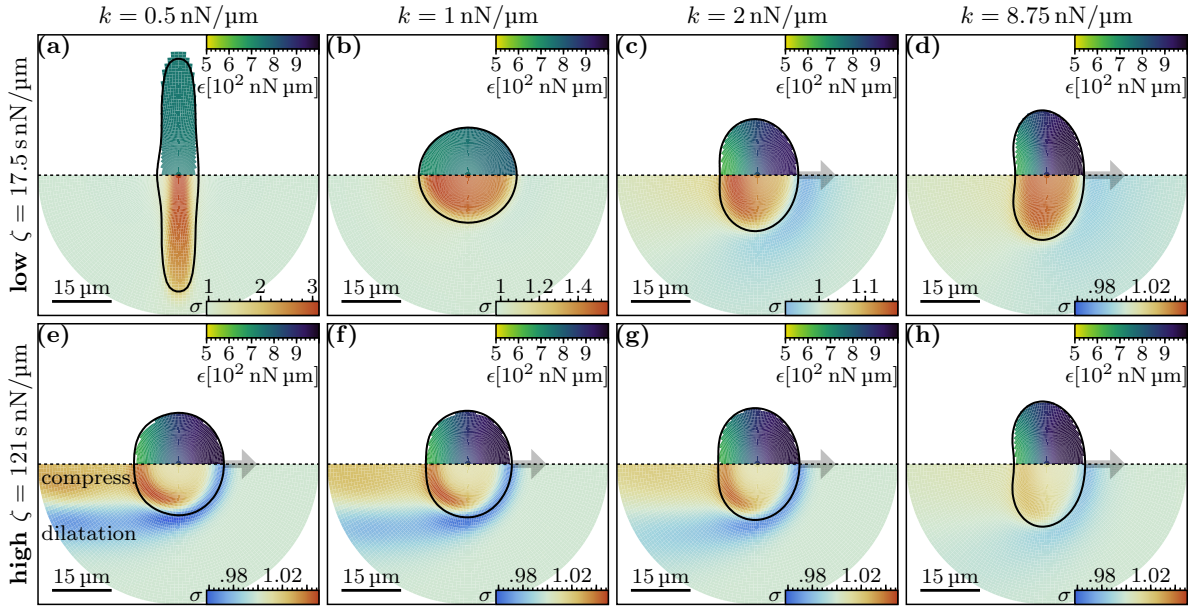 k = 0.5 nN/µm
k = 1 nN/µm
k = 2 nN/µm
k = 8.75 nN/µm
low ζ = 17.5 s nN/µm
(a)
5 6 7 8 9
ϵ[10² nN µm]
15 µm
σ
1 2 3
(b)
5 6 7 8 9
ϵ[10² nN µm]
15 µm
σ
1 1.2 1.4
(c)
5 6 7 8 9
ϵ[10² nN µm]
15 µm
σ
1 1.1
(d)
5 6 7 8 9
ϵ[10² nN µm]
15 µm
σ
.98 1.02
high ζ = 121 s nN/µm
(e)
5 6 7 8 9
ϵ[10² nN µm]
compress.
dilatation
15 µm
σ
.98 1.02
(f)
5 6 7 8 9
ϵ[10² nN µm]
15 µm
σ
.98 1.02
(g)
5 6 7 8 9
ϵ[10² nN µm]
15 µm
σ
.98 1.02
(h)
5 6 7 8 9
ϵ[10² nN µm]
15 µm
σ
.98 1.02